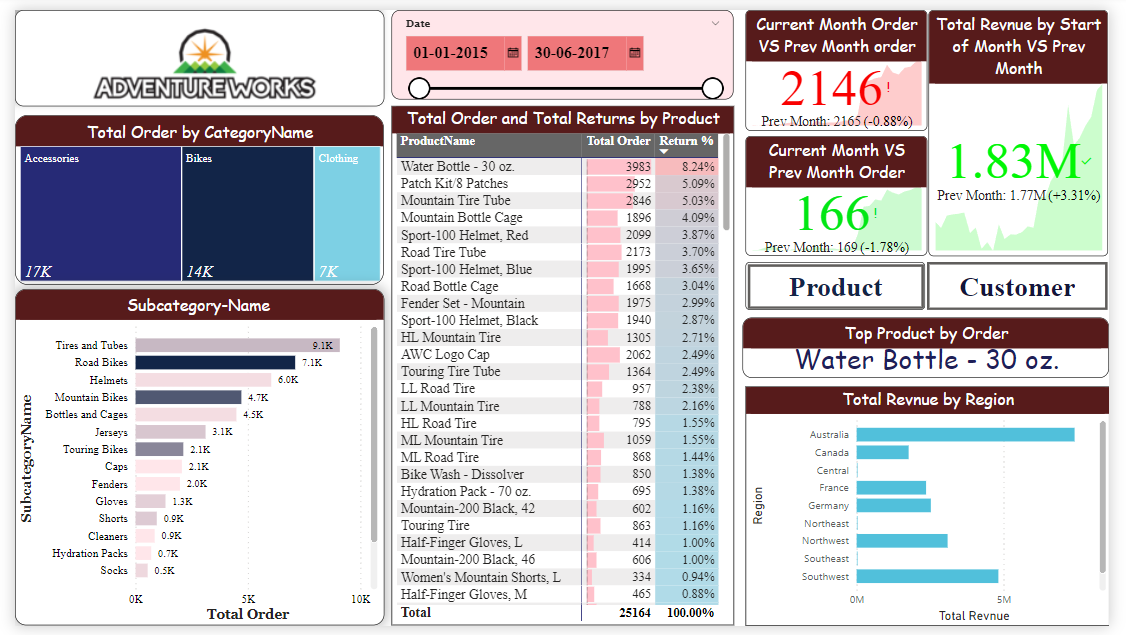 ADVENTURE WORKS
Date
01-01-2015 30-06-2017
Total Order by CategoryName
Accessories Bikes Clothing
17K 14K 7K
Subcategory-Name
SubcategoryName
Tires and Tubes 9.1K
Road Bikes 7.1K
Helmets 6.0K
Mountain Bikes 4.7K
Bottles and Cages 4.5K
Jerseys 3.1K
Touring Bikes 2.1K
Caps 2.1K
Fenders 2.0K
Gloves 1.3K
Shorts 0.9K
Cleaners 0.9K
Hydration Packs 0.7K
Socks 0.5K
0K 5K 10K
Total Order
Total Order and Total Returns by Product
ProductName Total Order Return %
Water Bottle - 30 oz. 3983 8.24%
Patch Kit/8 Patches 2952 5.09%
Mountain Tire Tube 2846 5.03%
Mountain Bottle Cage 1896 4.09%
Sport-100 Helmet, Red 2099 3.87%
Road Tire Tube 2173 3.70%
Sport-100 Helmet, Blue 1995 3.65%
Road Bottle Cage 1668 3.04%
Fender Set - Mountain 1975 2.99%
Sport-100 Helmet, Black 1940 2.87%
HL Mountain Tire 1305 2.71%
AWC Logo Cap 2062 2.49%
Touring Tire Tube 1364 2.49%
LL Road Tire 957 2.38%
LL Mountain Tire 788 2.16%
HL Road Tire 795 1.55%
ML Mountain Tire 1059 1.55%
ML Road Tire 868 1.44%
Bike Wash - Dissolver 850 1.38%
Hydration Pack - 70 oz. 695 1.38%
Mountain-200 Black, 42 602 1.16%
Touring Tire 863 1.16%
Half-Finger Gloves, L 414 1.00%
Mountain-200 Black, 46 606 1.00%
Women's Mountain Shorts, L 334 0.94%
Half-Finger Gloves, M 465 0.88%
Total 25164 100.00%
Current Month Order
VS Prev Month order
2146!
Prev Month: 2165 (-0.88%)
Current Month VS
Prev Month Order
166!
Prev Month: 169 (-1.78%)
Total Revnue by Start
of Month VS Prev
Month
1.83M✓
Prev Month: 1.77M (+3.31%)
Product Customer
Top Product by Order
Water Bottle - 30 oz.
Total Revnue by Region
Region
Australia
Canada
Central
France
Germany
Northeast
Northwest
Southeast
Southwest
0M 5M
Total Revnue